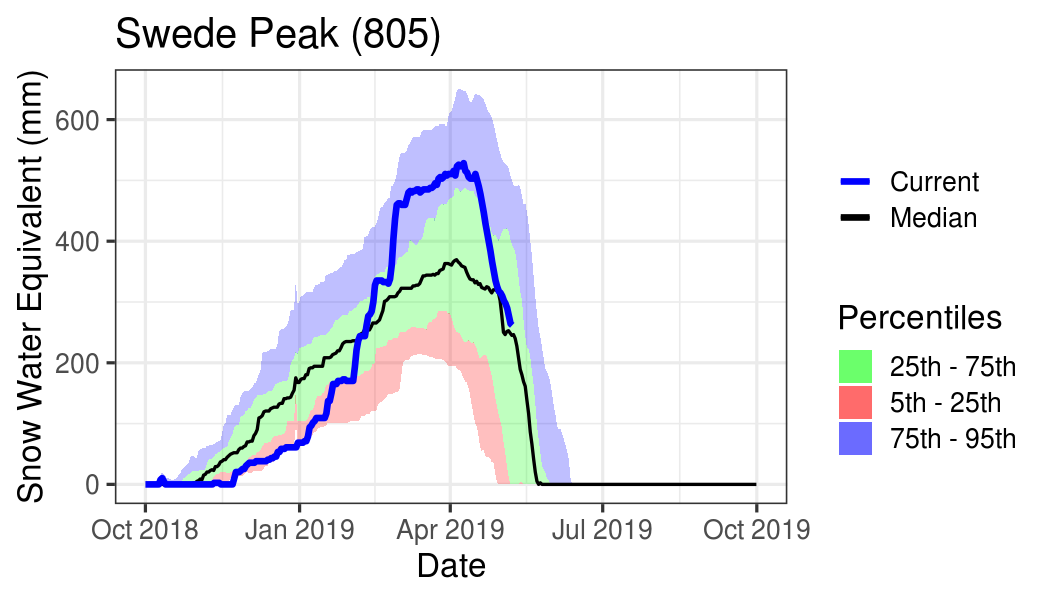 Swede Peak (805)
Snow Water Equivalent (mm)
600
400
200
0
Oct 2018
Jan 2019
Apr 2019
Jul 2019
Oct 2019
Date
Current
Median
Percentiles
25th - 75th
5th - 25th
75th - 95th